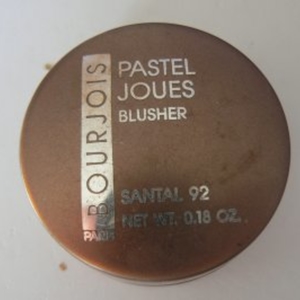 BOURJOIS
PARIS
PASTEL
JOUES
BLUSHER
SANTAL 92
NET WT. 0.18 OZ.